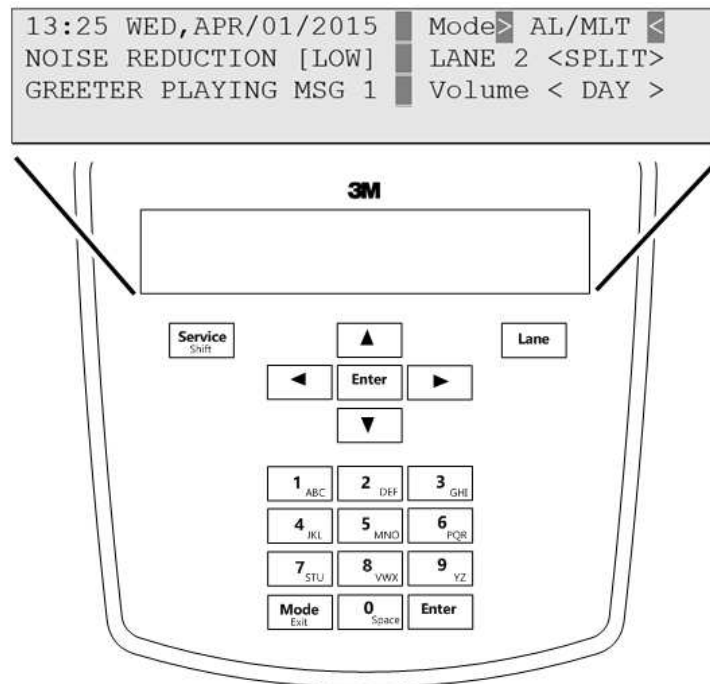 13:25 WED,APR/01/2015 Mode> AL/MLT <
NOISE REDUCTION [LOW] LANE 2 <SPLIT>
GREETER PLAYING MSG 1 Volume < DAY >
3M
Service
Shift
Lane
Enter
1 ABC 2 DEF 3 GHI
4 JKL 5 MNO 6 PQR
7 STU 8 VWX 9 YZ
Mode 0 Space Enter
Exit